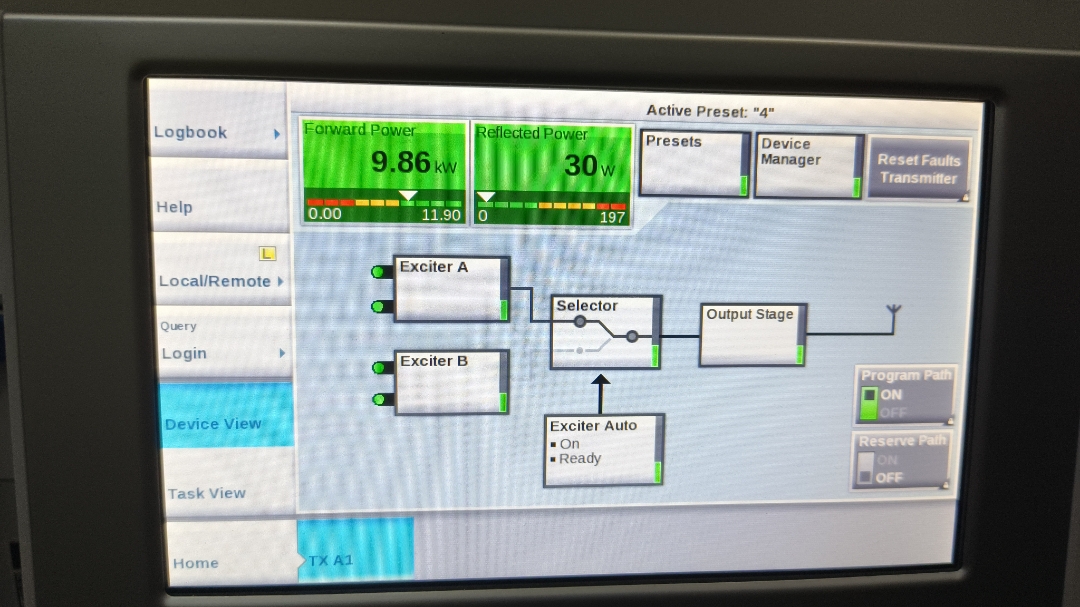 Active Preset: "4"
Logbook
Help
L
Local/Remote
Query
Login
Device View
Task View
Home
Forward Power
9.86 kW
0.00 11.90
Reflected Power
30 W
0 197
Presets
Device
Manager
Reset Faults
Transmitter
Exciter A
Exciter B
Selector
Output Stage
Exciter Auto
On
Ready
Program Path
ON
OFF
Reserve Path
ON
OFF
TX A1